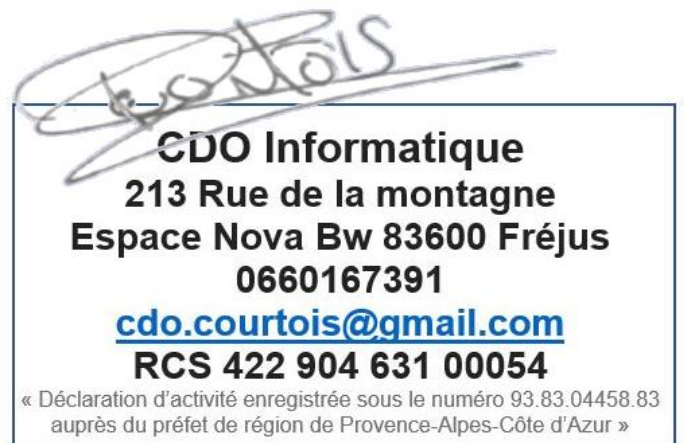 Courtois
CDO Informatique
213 Rue de la montagne
Espace Nova Bw 83600 Fréjus
0660167391
cdo.courtois@gmail.com
RCS 422 904 631 00054
« Déclaration d’activité enregistrée sous le numéro 93.83.04458.83
auprès du préfet de région de Provence-Alpes-Côte d’Azur »